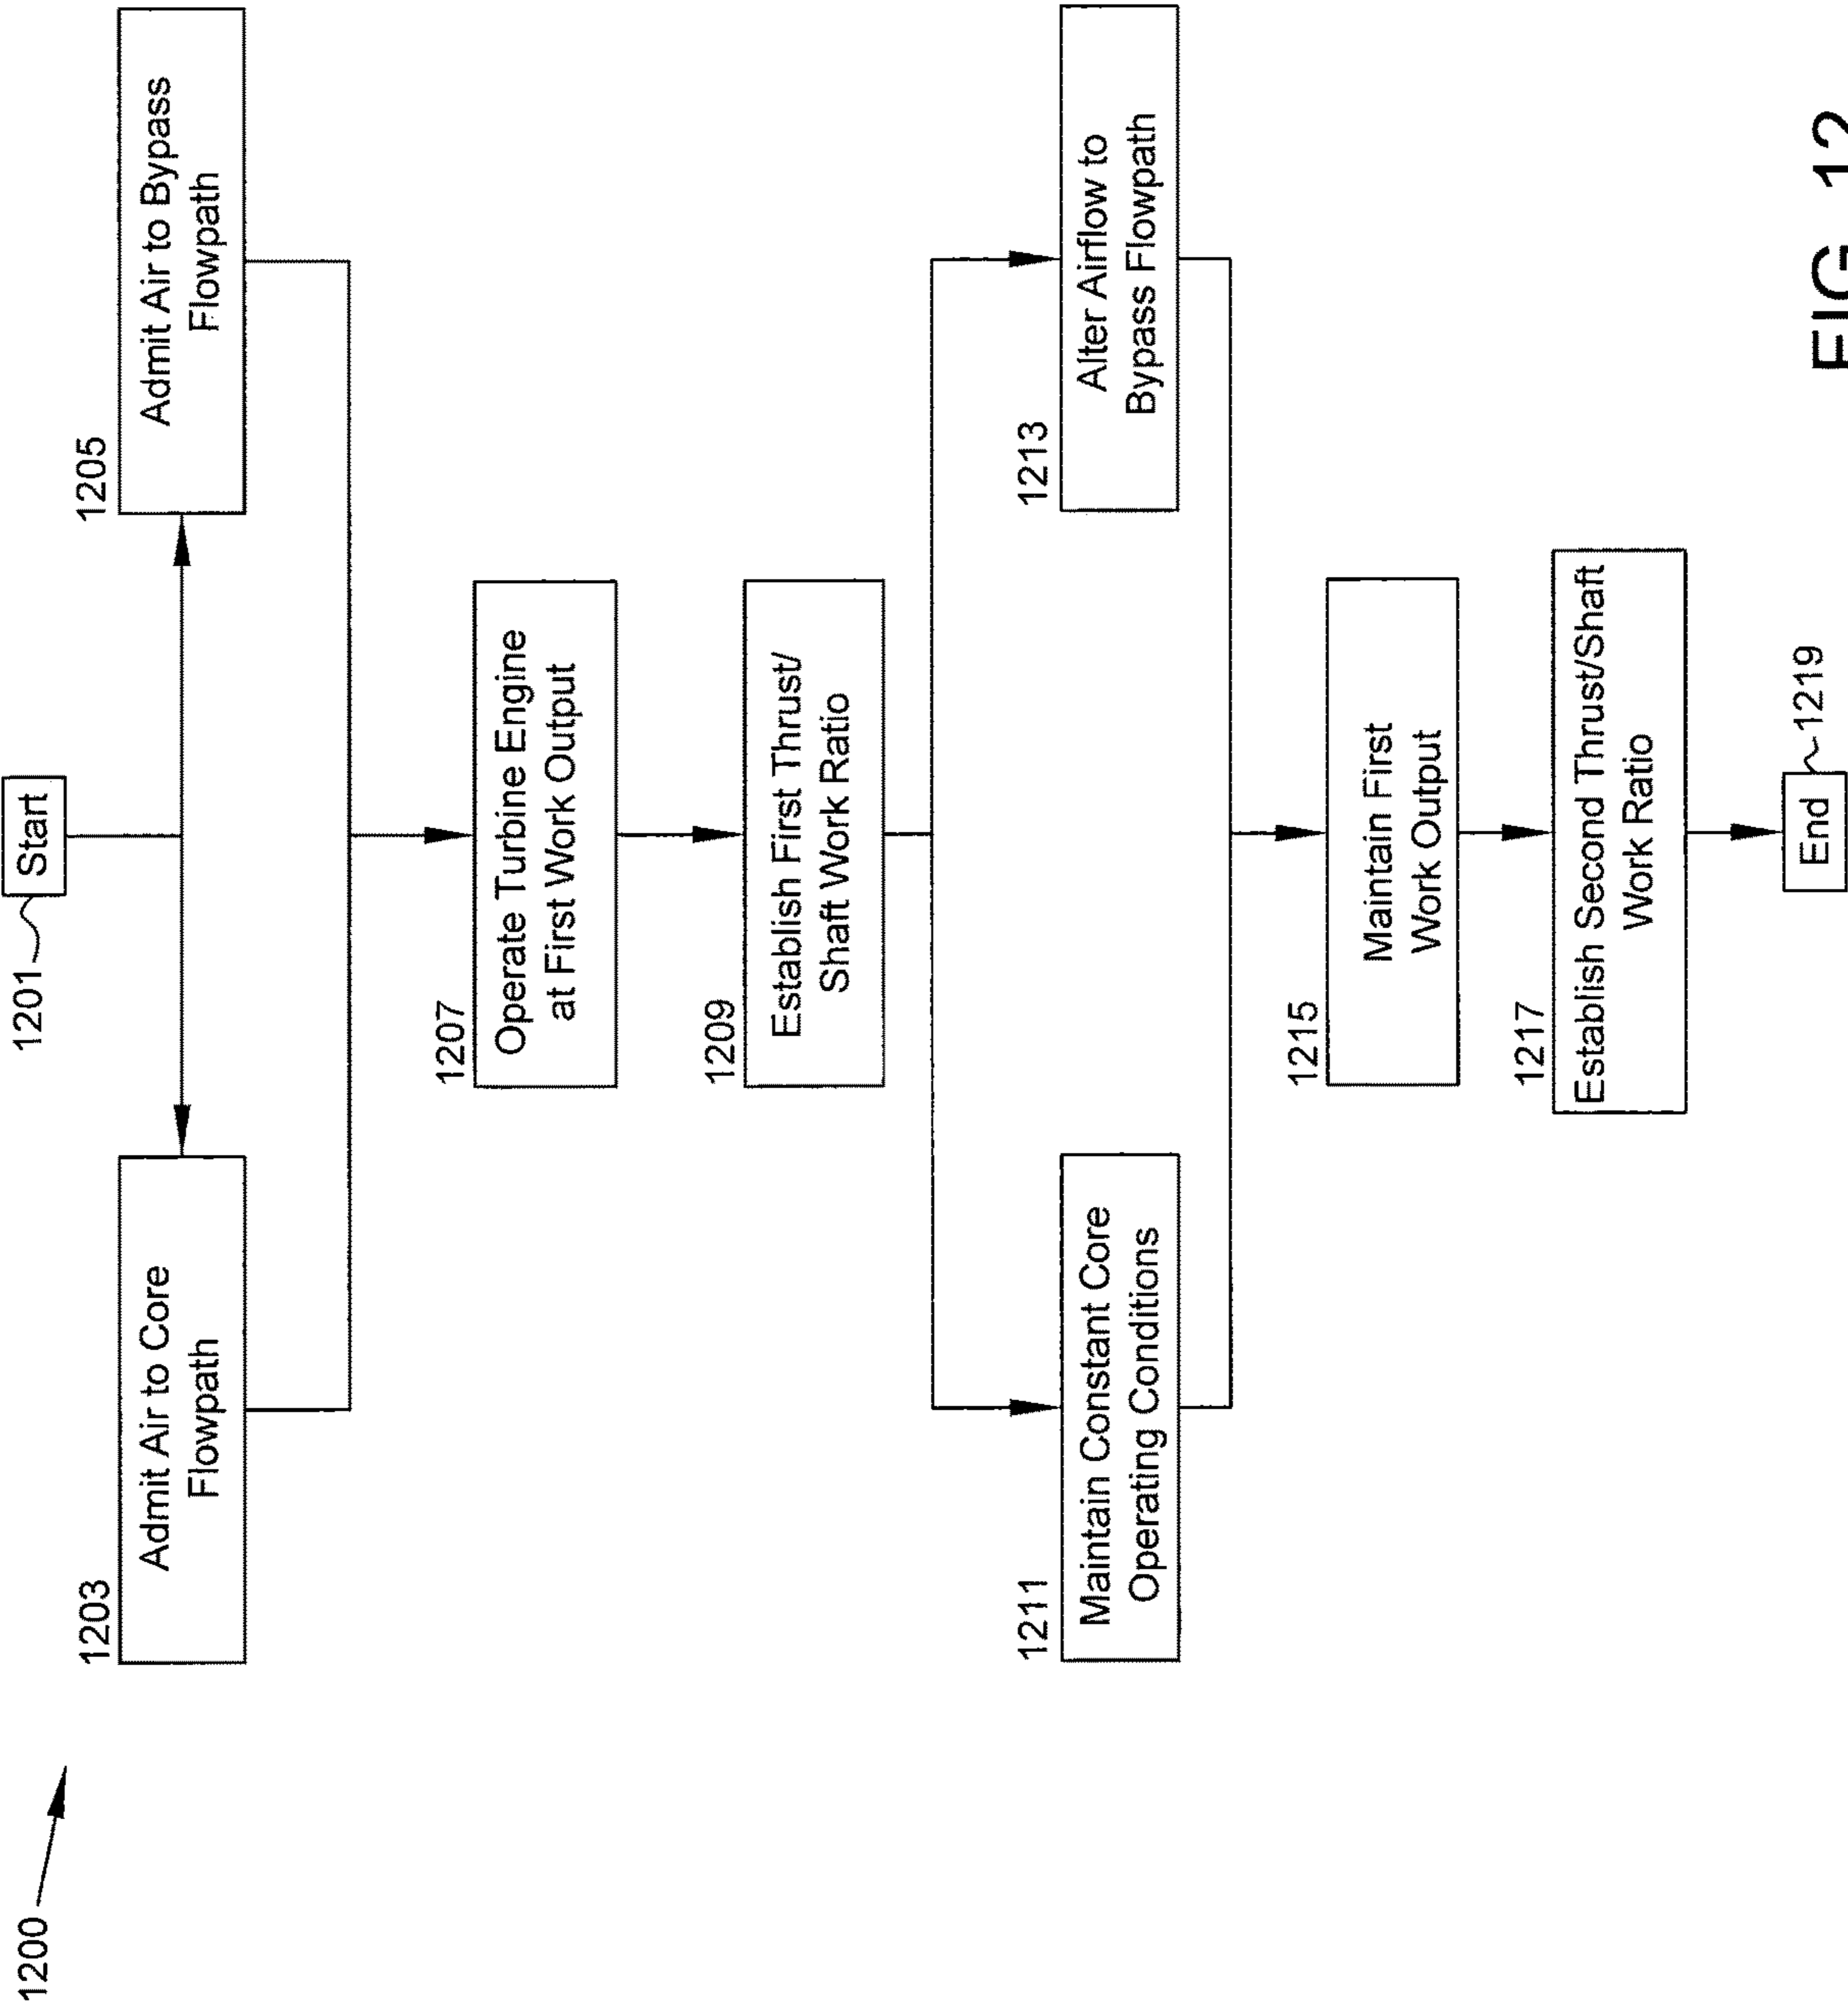 1200
1201
Start
1203
Admit Air to Core
Flowpath
1205
Admit Air to Bypass
Flowpath
1207
Operate Turbine Engine
at First Work Output
1209
Establish First Thrust/
Shaft Work Ratio
1211
Maintain Constant Core
Operating Conditions
1213
Alter Airflow to
Bypass Flowpath
1215
Maintain First
Work Output
1217
Establish Second Thrust/Shaft
Work Ratio
End
1219
FIG. 12